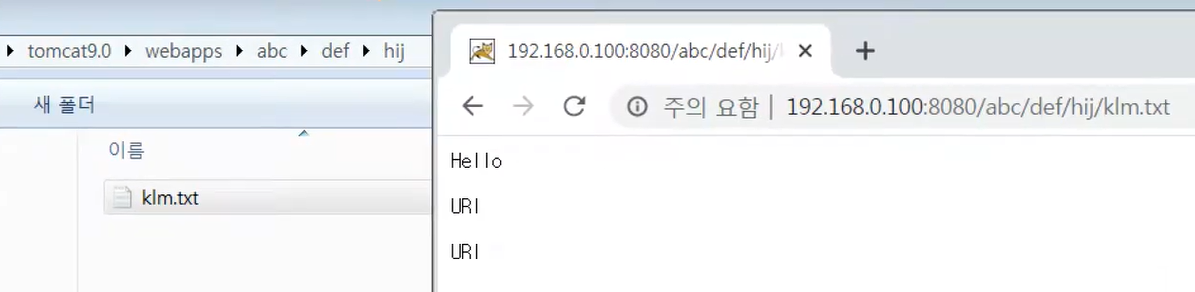 tomcat9.0 webapps abc def hij
새 폴더
이름
klm.txt
192.168.0.100:8080/abc/def/hij/
주의 요함 | 192.168.0.100:8080/abc/def/hij/klm.txt
Hello
URI
URI